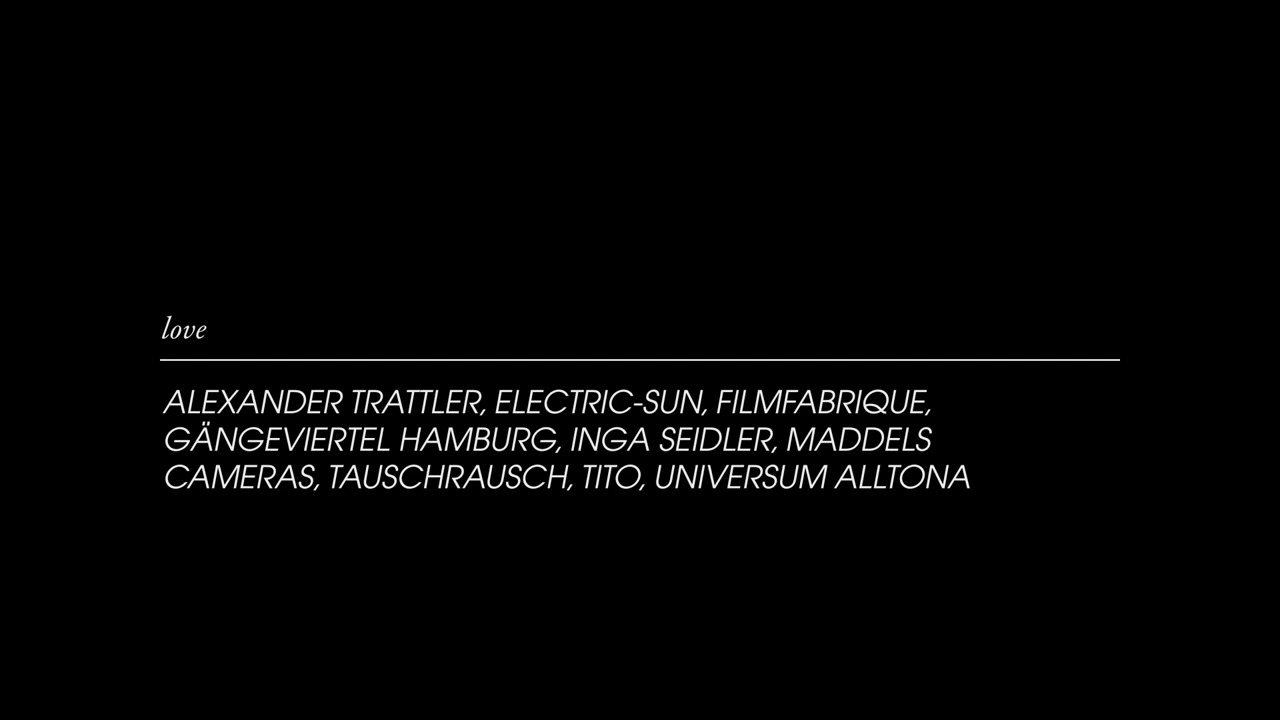 love
ALEXANDER TRATTLER, ELECTRIC-SUN, FILMFABRIQUE,
GÄNGEVIERTEL HAMBURG, INGA SEIDLER, MADDELS
CAMERAS, TAUSCHRAUSCH, TITO, UNIVERSUM ALLTONA